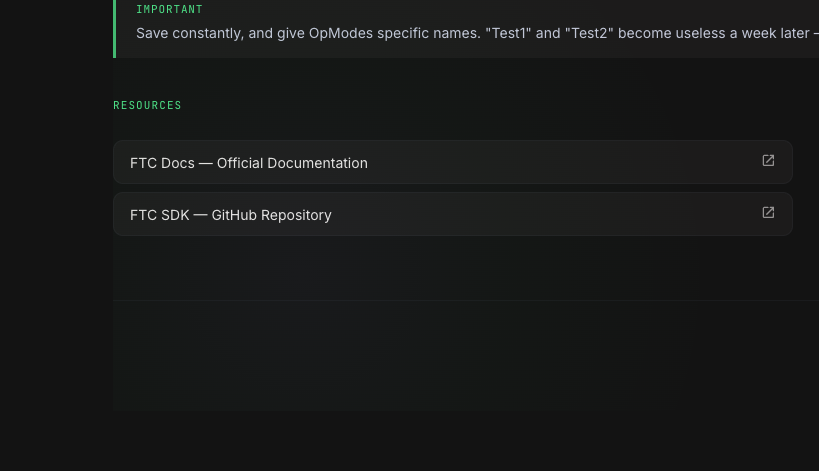 IMPORTANT
Save constantly, and give OpModes specific names. "Test1" and "Test2" become useless a week later –
RESOURCES
FTC Docs — Official Documentation
FTC SDK — GitHub Repository